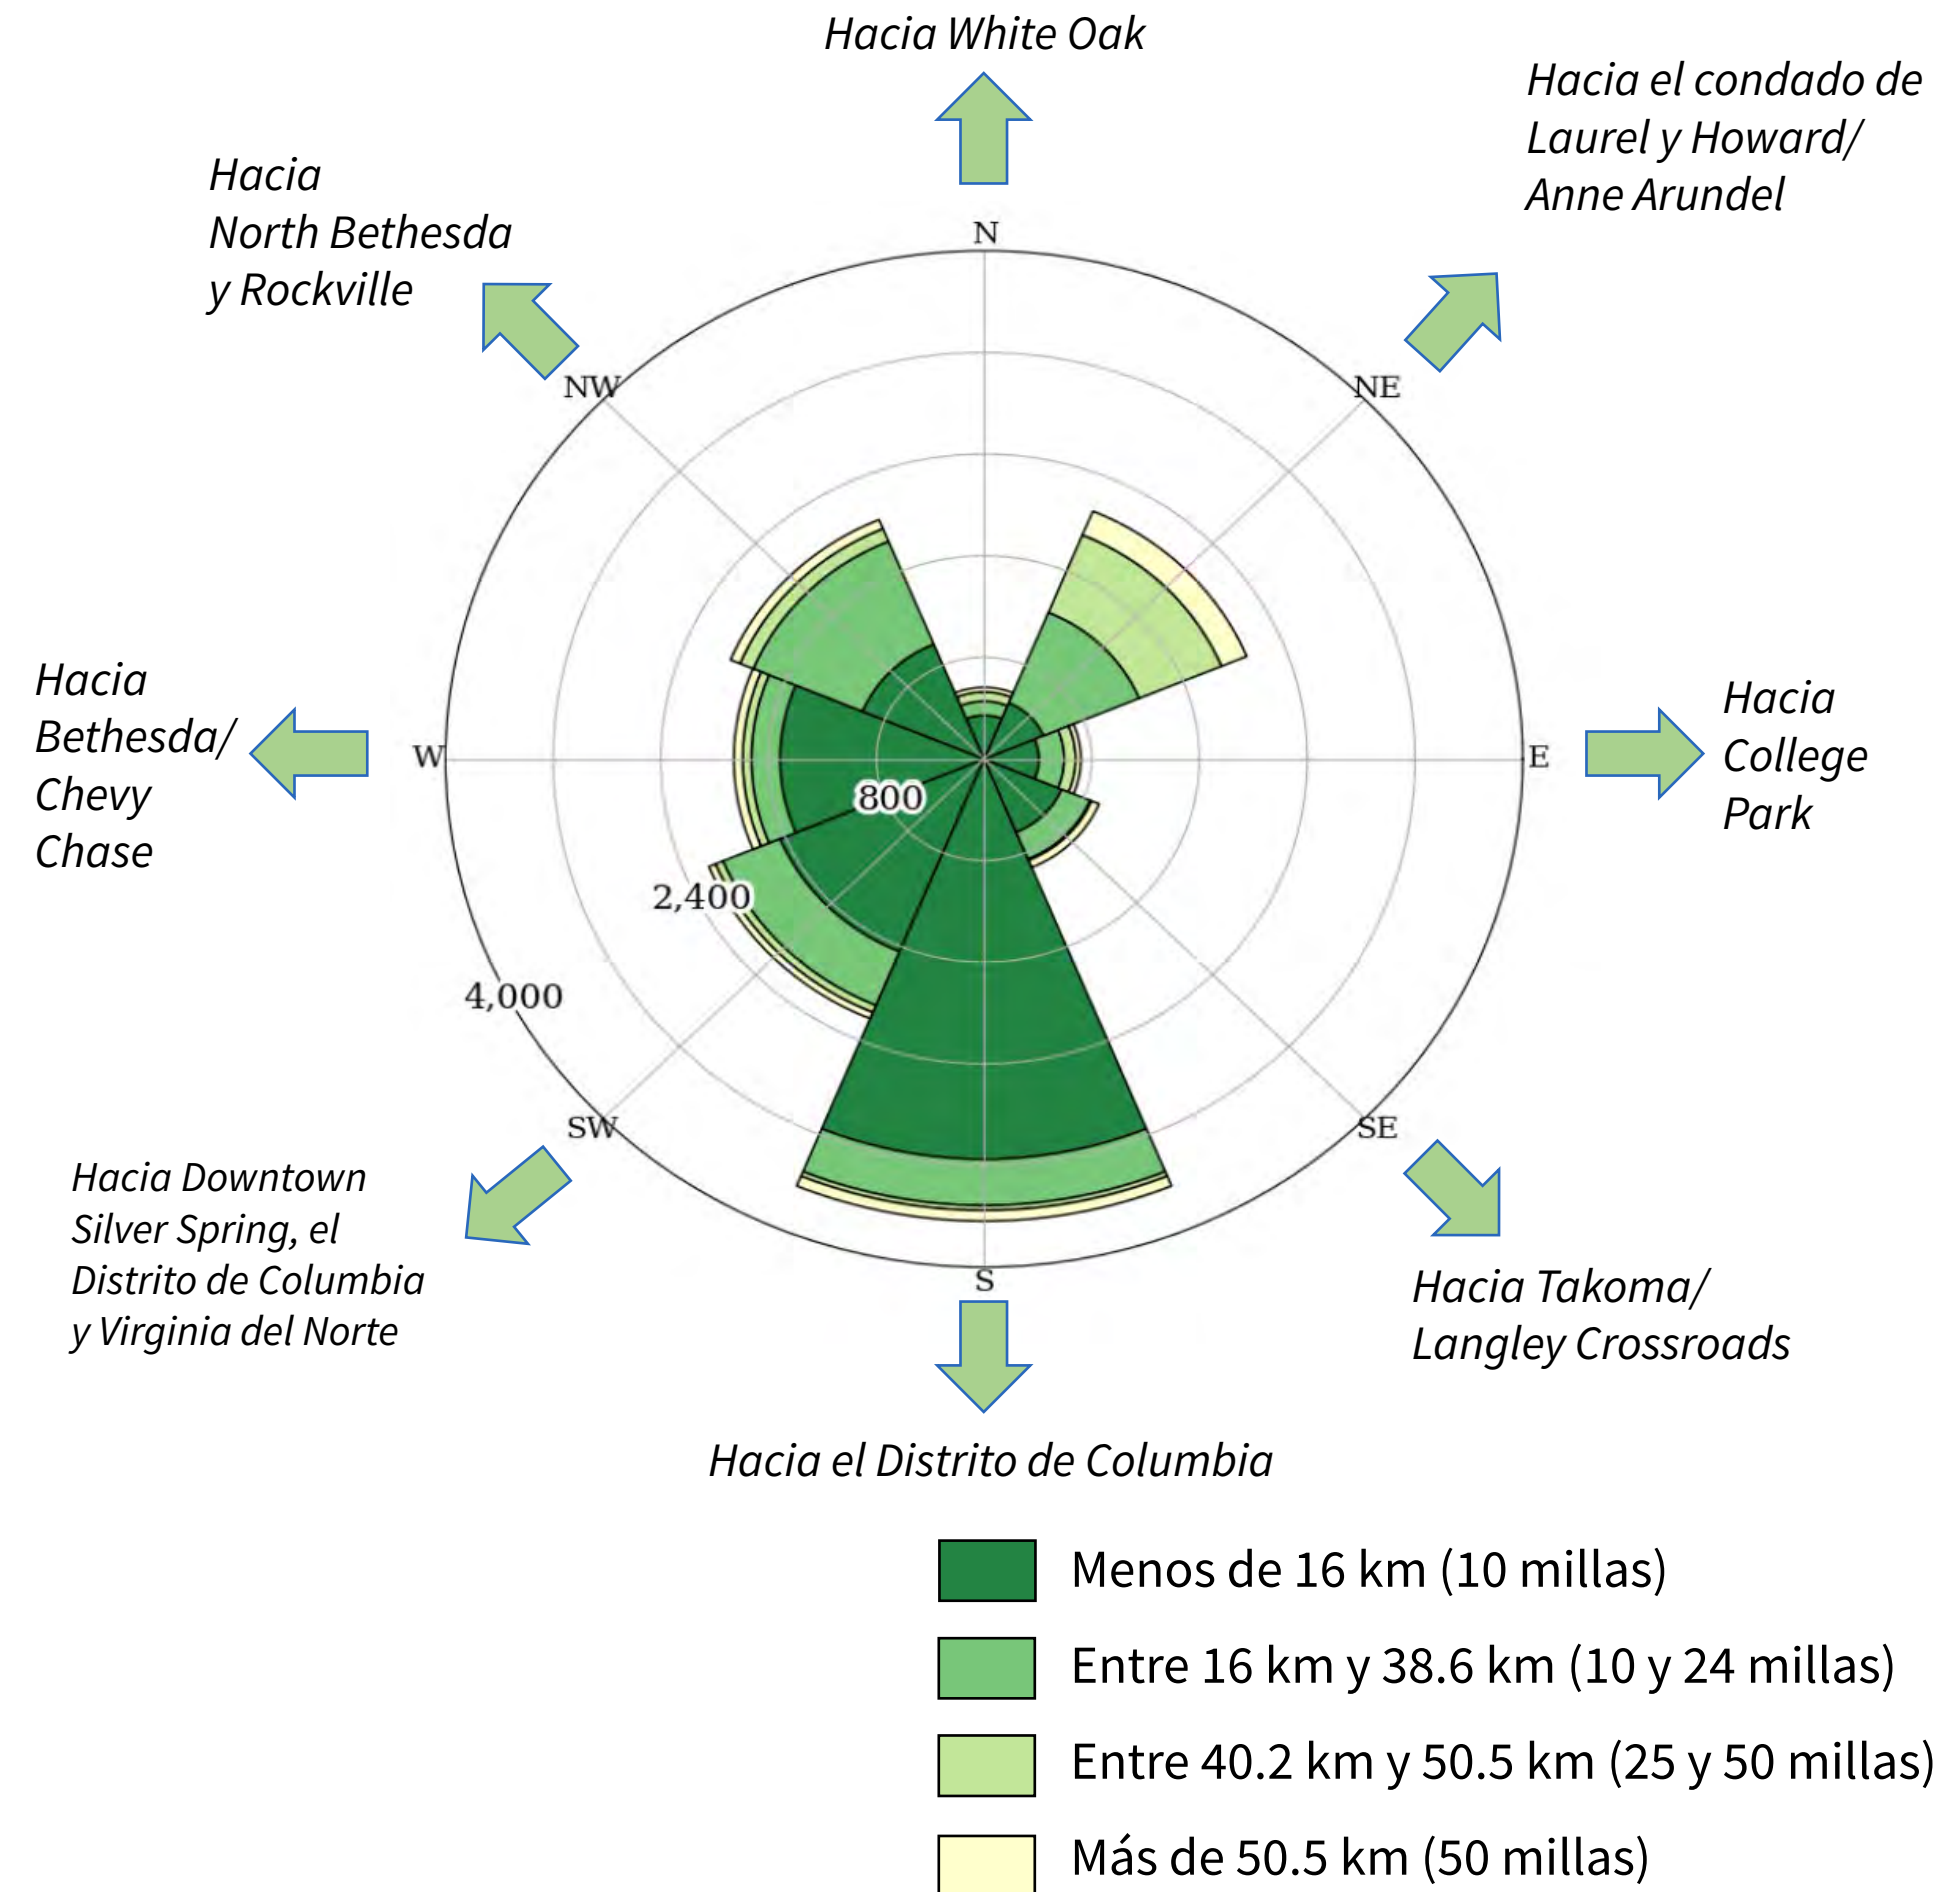 Hacia White Oak
Hacia el condado de
Laurel y Howard/
Anne Arundel
Hacia
North Bethesda
y Rockville
N
NW
NE
Hacia
Bethesda/
Chevy
Chase
W
E
Hacia
College
Park
800
2,400
4,000
SW
SE
S
Hacia Downtown
Silver Spring, el
Distrito de Columbia
y Virginia del Norte
Hacia Takoma/
Langley Crossroads
Hacia el Distrito de Columbia
Menos de 16 km (10 millas)
Entre 16 km y 38.6 km (10 y 24 millas)
Entre 40.2 km y 50.5 km (25 y 50 millas)
Más de 50.5 km (50 millas)